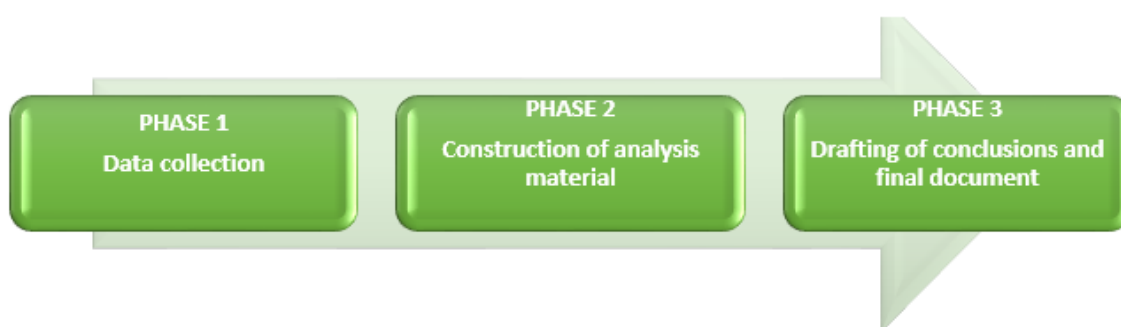 PHASE 1
Data collection
PHASE 2
Construction of analysis
material
PHASE 3
Drafting of conclusions and
final document